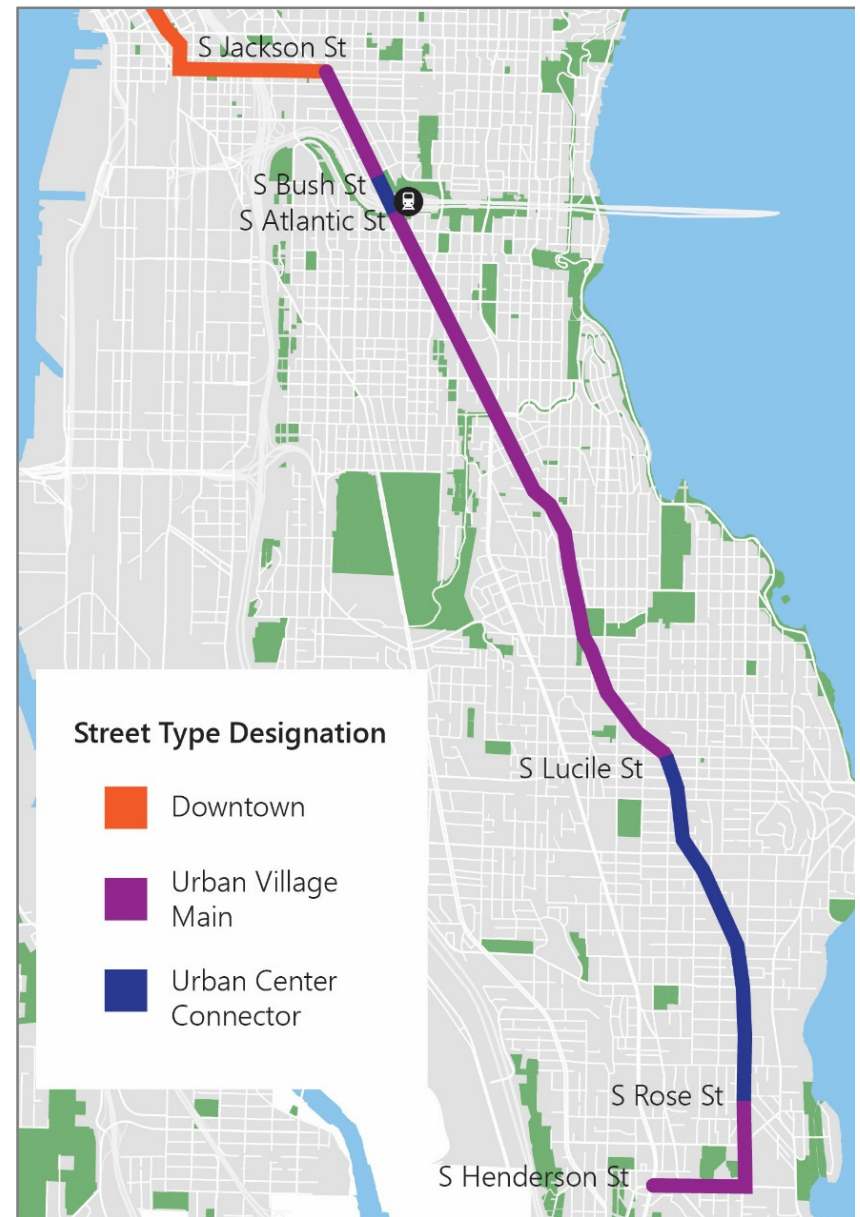 S Jackson St
S Bush St
S Atlantic St
S Lucile St
S Rose St
S Henderson St
Street Type Designation
Downtown
Urban Village
Main
Urban Center
Connector